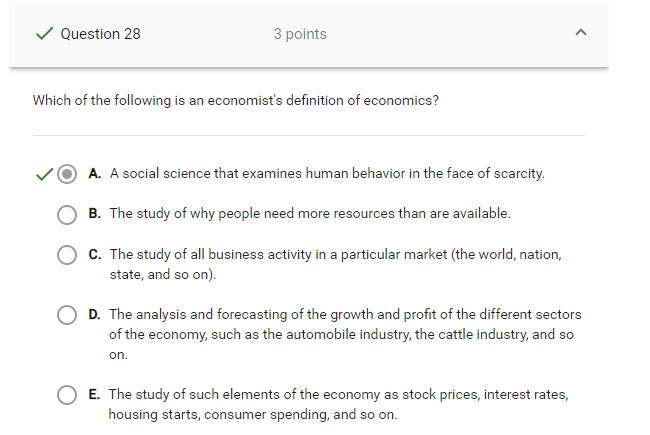 Question 28 3 points
Which of the following is an economist's definition of economics?
A. A social science that examines human behavior in the face of scarcity.
B. The study of why people need more resources than are available.
C. The study of all business activity in a particular market (the world, nation,
state, and so on).
D. The analysis and forecasting of the growth and profit of the different sectors
of the economy, such as the automobile industry, the cattle industry, and so
on.
E. The study of such elements of the economy as stock prices, interest rates,
housing starts, consumer spending, and so on.